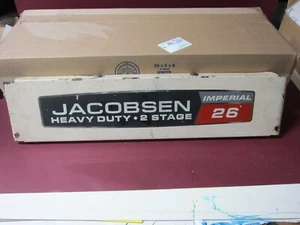 JACOBSEN
HEAVY DUTY • 2 STAGE
IMPERIAL
26